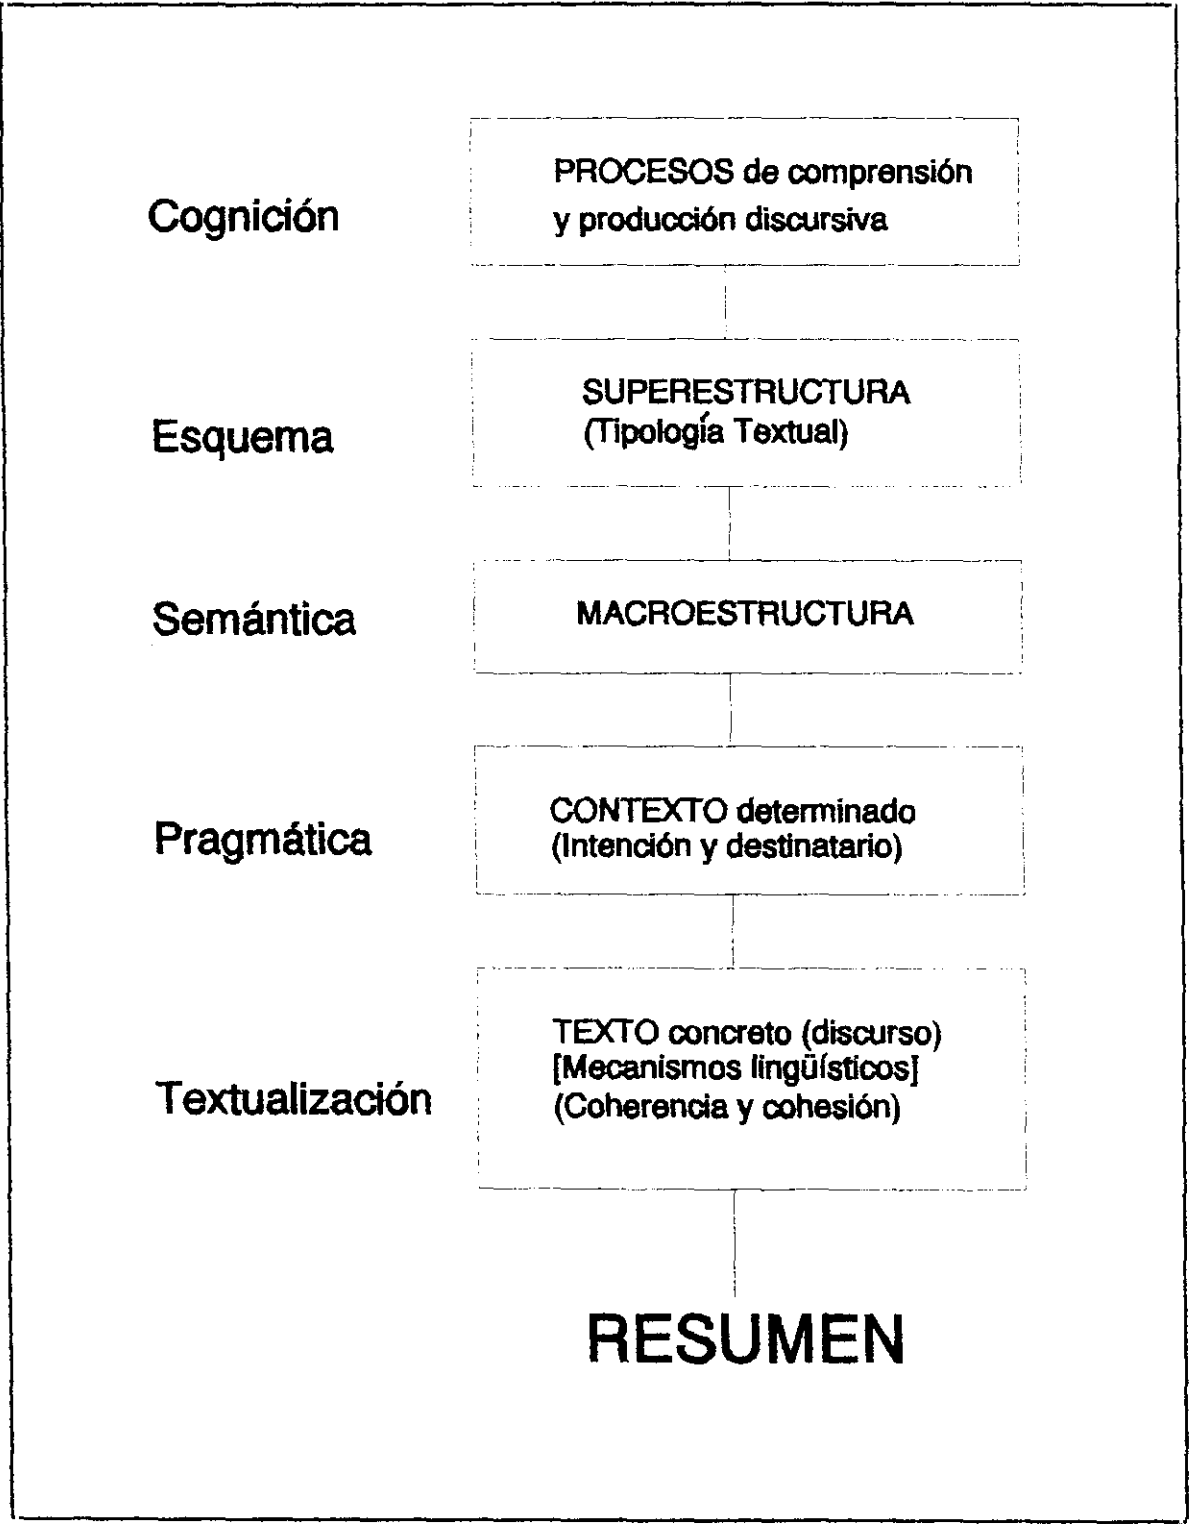 Cognición
PROCESOS de comprensión
y producción discursiva
Esquema
SUPERESTRUCTURA
(Tipología Textual)
Semántica
MACROESTRUCTURA
Pragmática
CONTEXTO determinado
(Intención y destinatario)
Textualización
TEXTO concreto (discurso)
[Mecanismos lingüísticos]
(Coherencia y cohesión)
RESUMEN